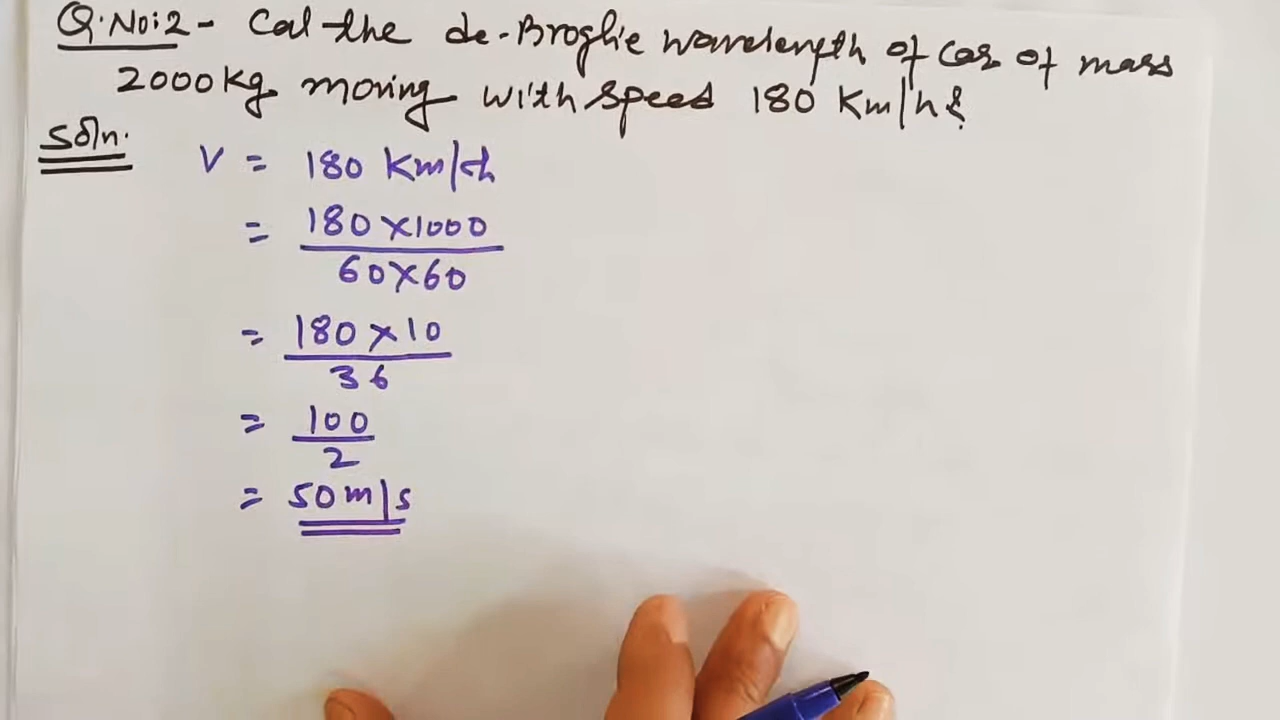 Q.No:2- Cal the de-Broglie wavelength of car of mass
2000kg moving with speed 180 Km/h?
Soln.
V = 180 Km/h
= 180×1000
60×60
= 180×10
36
= 100
2
= 50m/s